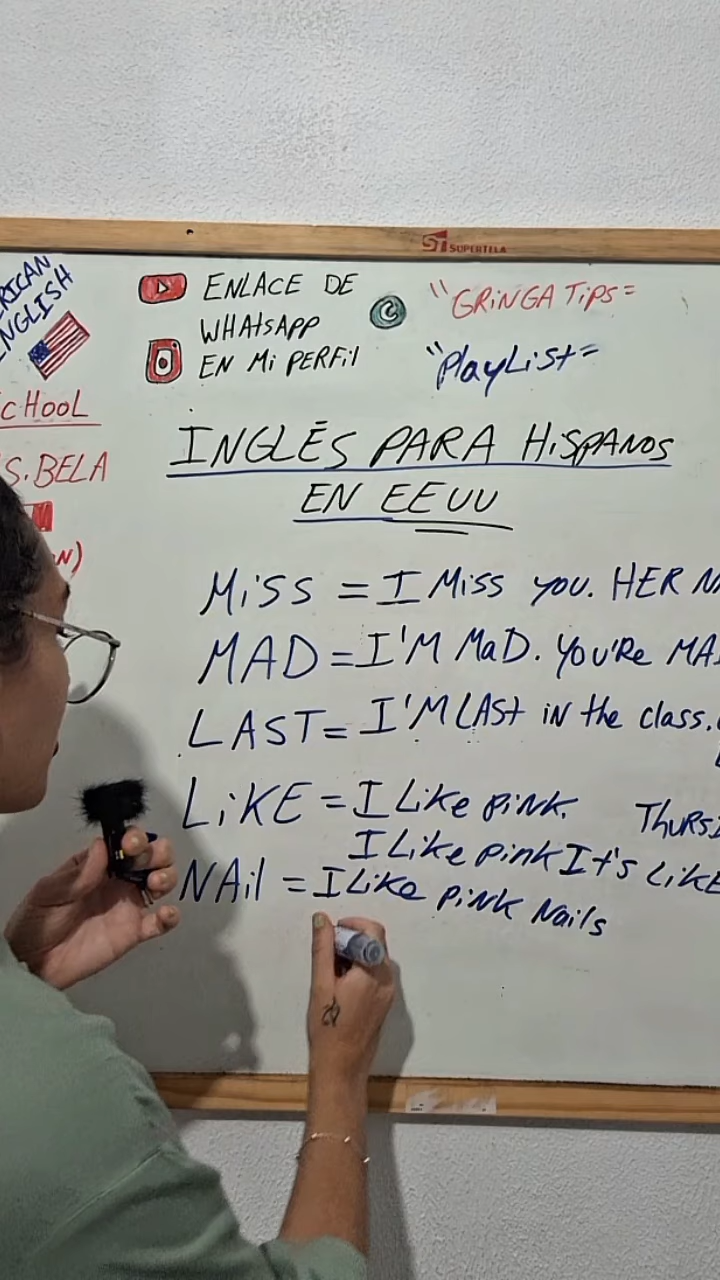 ENGLISH
SCHOOL
S. BELA
SUPERTELA
ENLACE DE
WHATSAPP
EN Mi PERFil
"GRiNGA TiPS=
"PlayList=
INGLÉS PARA HiSPANOS
EN EEUU
MiSS = I Miss you. HER
MAD = I'M MaD. You'Re
LAST = I'M LASt iN the class.
LiKE = I Like piNK.
I Like piNK It's LiKE
NAil = I Like PiNK Nails